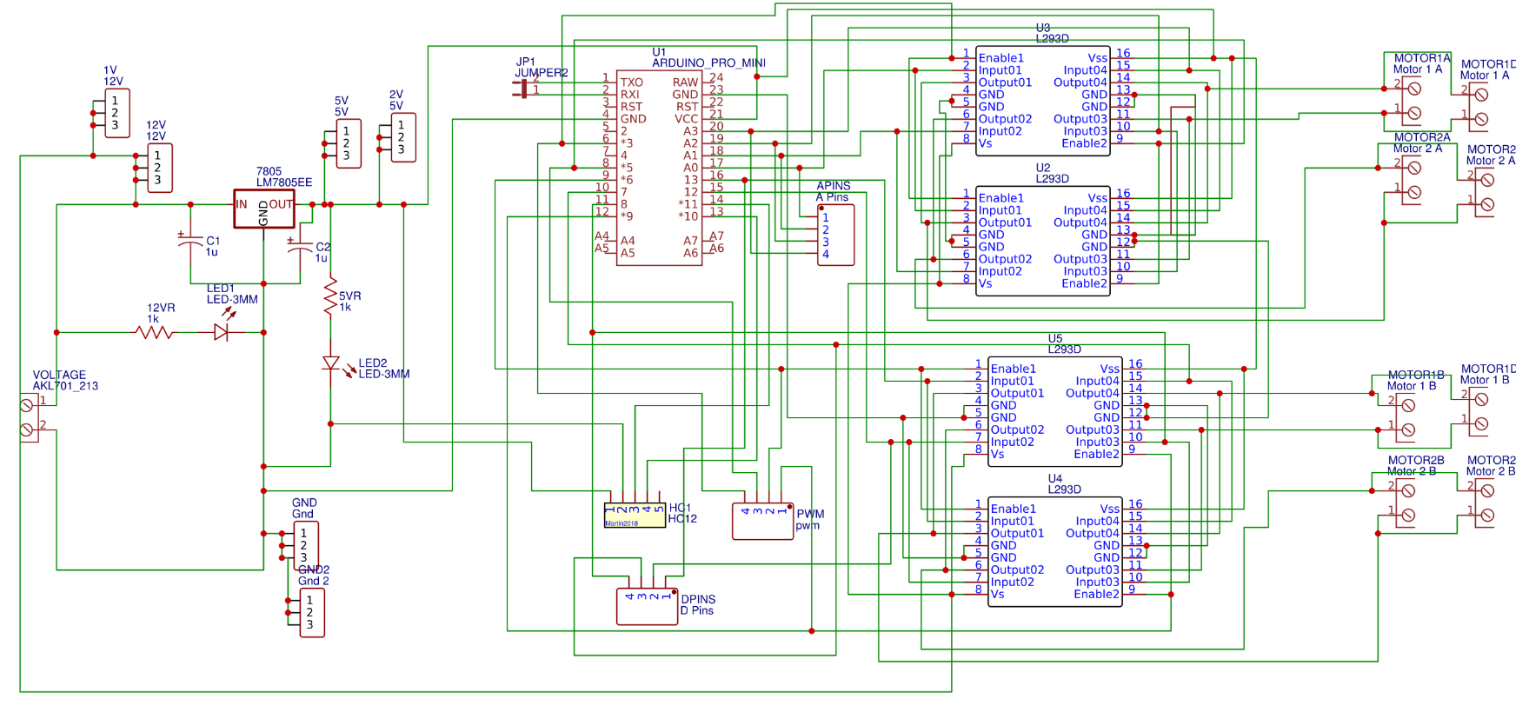 1V
12V
1
2
3
12V
12V
1
2
3
5V
5V
1
2
3
2V
5V
1
2
3
7805
LM7805EE
IN
OUT
GND
C1
1u
C2
1u
12VR
1k
LED1
LED-3MM
5VR
1k
LED2
LED-3MM
VOLTAGE
AKL701_213
1
2
GND
Gnd
1
2
3
GND2
Gnd 2
1
2
3
JP1
JUMPER2
2
1
U1
ARDUINO_PRO_MINI
1 TXO RAW 24
2 RXI GND 23
3 RST RST 22
4 GND VCC 21
5 2 A3 20
6 *3 A2 19
7 4 A1 18
8 *5 A0 17
9 *6 13 16
10 7 12 15
11 8 *11 14
12 *9 *10 13
A4 A4 A7 A7
A5 A5 A6 A6
APINS
A Pins
1
2
3
4
HC1
HC12
1 2 3 4 5
Martin2018
PWM
pwm
4 3 2 1
DPINS
D Pins
4 3 2 1
U3
L293D
1 Enable1 Vss 16
2 Input01 Input04 15
3 Output01 Output04 14
4 GND GND 13
5 GND GND 12
6 Output02 Output03 11
7 Input02 Input03 10
8 Vs Enable2 9
U2
L293D
1 Enable1 Vss 16
2 Input01 Input04 15
3 Output01 Output04 14
4 GND GND 13
5 GND GND 12
6 Output02 Output03 11
7 Input02 Input03 10
8 Vs Enable2 9
U5
L293D
1 Enable1 Vss 16
2 Input01 Input04 15
3 Output01 Output04 14
4 GND GND 13
5 GND GND 12
6 Output02 Output03 11
7 Input02 Input03 10
8 Vs Enable2 9
U4
L293D
1 Enable1 Vss 16
2 Input01 Input04 15
3 Output01 Output04 14
4 GND GND 13
5 GND GND 12
6 Output02 Output03 11
7 Input02 Input03 10
8 Vs Enable2 9
MOTOR1A
Motor 1 A
2
1
MOTOR1D
Motor 1 A
2
1
MOTOR2A
Motor 2 A
2
1
MOTOR2
Motor 2 A
2
1
MOTOR1B
Motor 1 B
2
1
MOTOR1D
Motor 1 B
2
1
MOTOR2B
Motor 2 B
2
1
MOTOR2
Motor 2 B
2
1